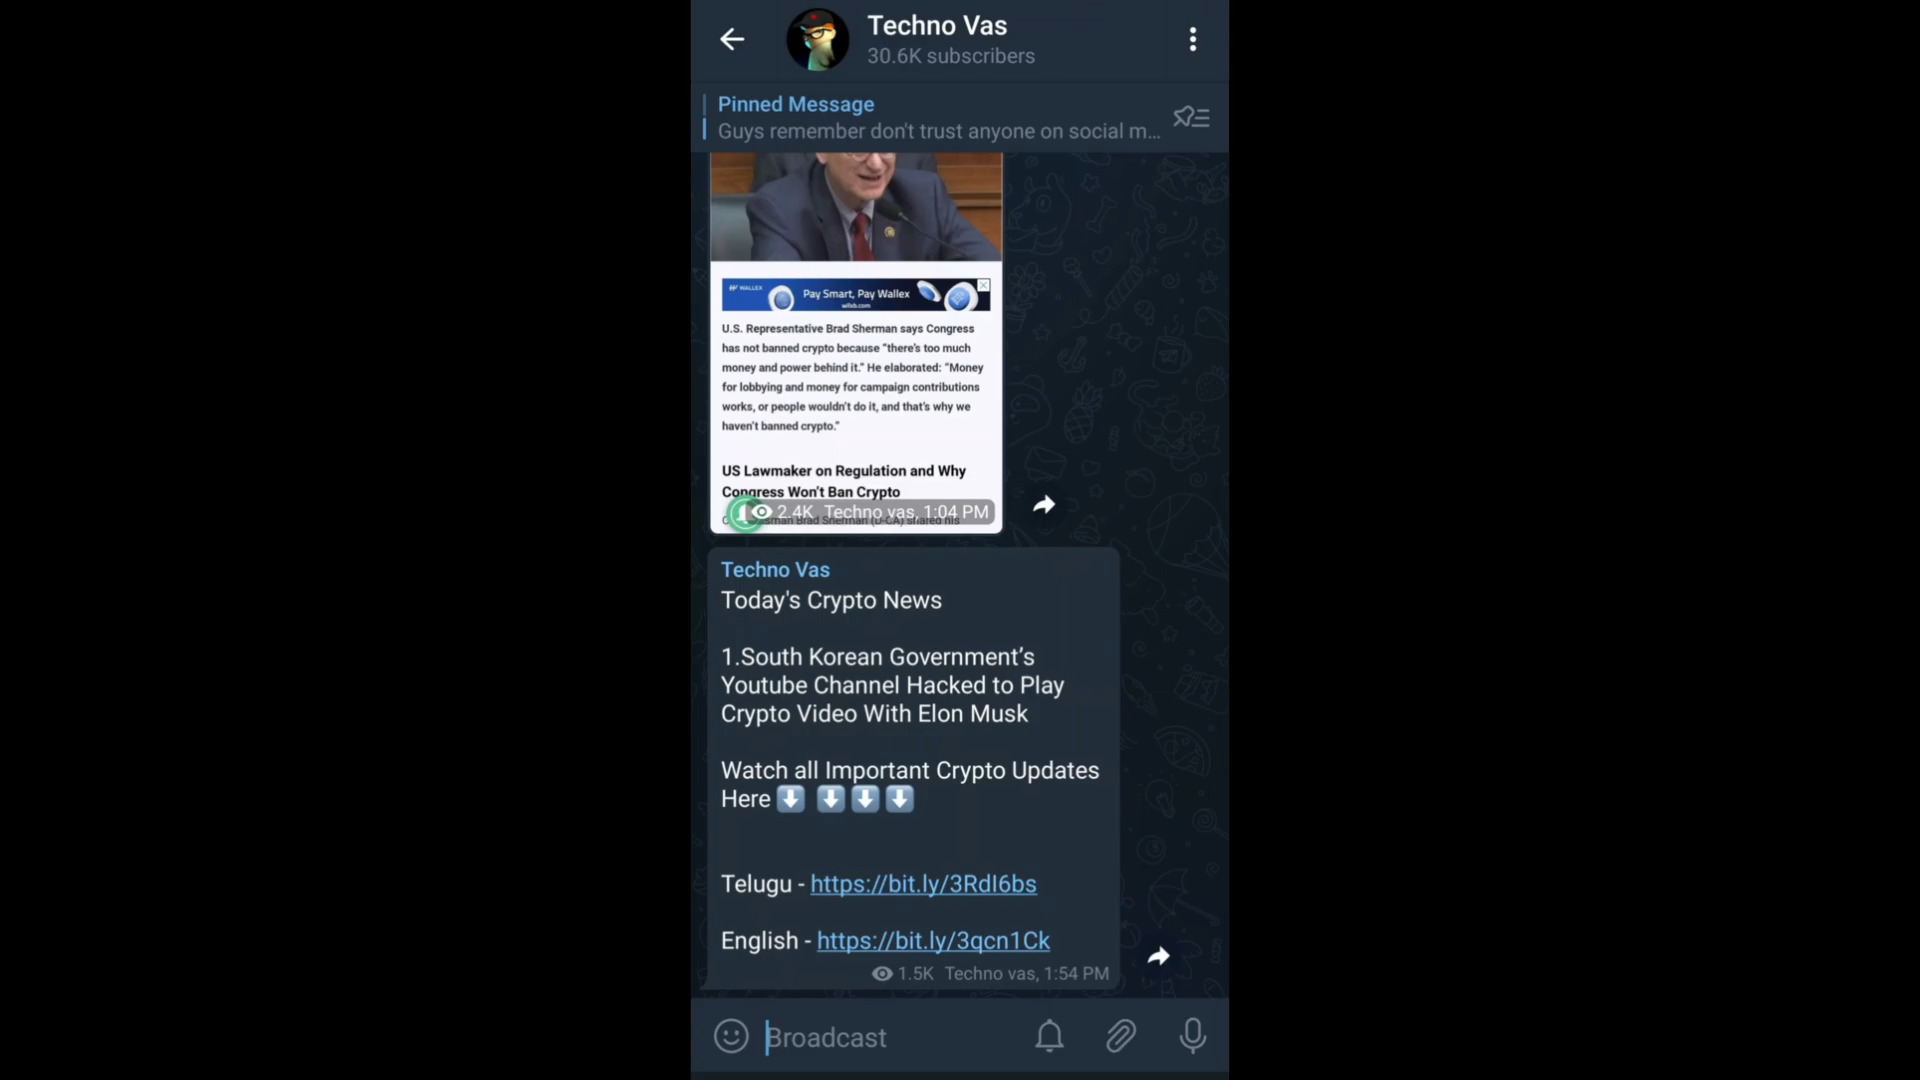 Techno Vas
30.6K subscribers
Pinned Message
Guys remember don't trust anyone on social m...
WALLEX
Pay Smart, Pay Wallex
U.S. Representative Brad Sherman says Congress
has not banned crypto because “there’s too much
money and power behind it.” He elaborated: “Money
for lobbying and money for campaign contributions
works, or people wouldn’t do it, and that’s why we
haven’t banned crypto.”
US Lawmaker on Regulation and Why
Congress Won’t Ban Crypto
2.4K Techno vas, 1:04 PM
Brad Sherman (D-CA) shared his
Techno Vas
Today's Crypto News
1.South Korean Government’s
Youtube Channel Hacked to Play
Crypto Video With Elon Musk
Watch all Important Crypto Updates
Here ⬇️ ⬇️⬇️⬇️
Telugu - https://bit.ly/3Rdl6bs
English - https://bit.ly/3qcn1Ck
1.5K Techno vas, 1:54 PM
Broadcast